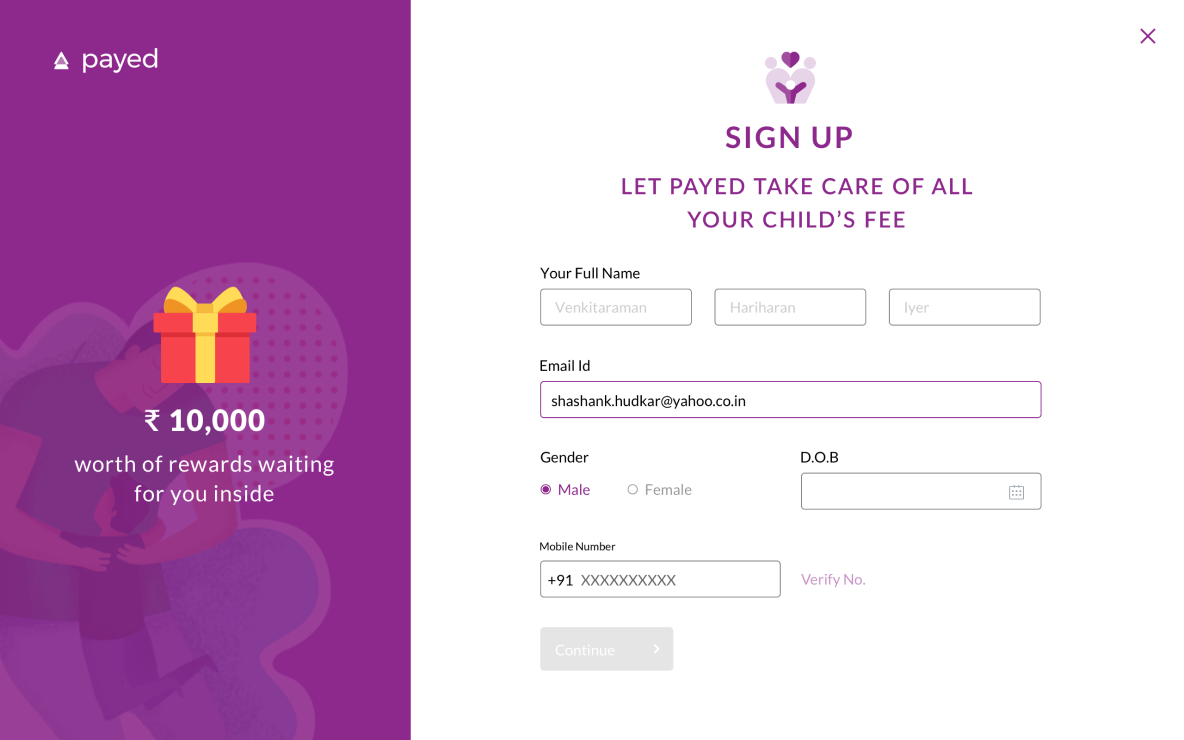 payed
₹ 10,000
worth of rewards waiting
for you inside
SIGN UP
LET PAYED TAKE CARE OF ALL
YOUR CHILD’S FEE
Your Full Name
Venkitaraman Hariharan Iyer
Email Id
shashank.hudkar@yahoo.co.in
Gender D.O.B
Male Female
Mobile Number
+91 XXXXXXXXXX Verify No.
Continue